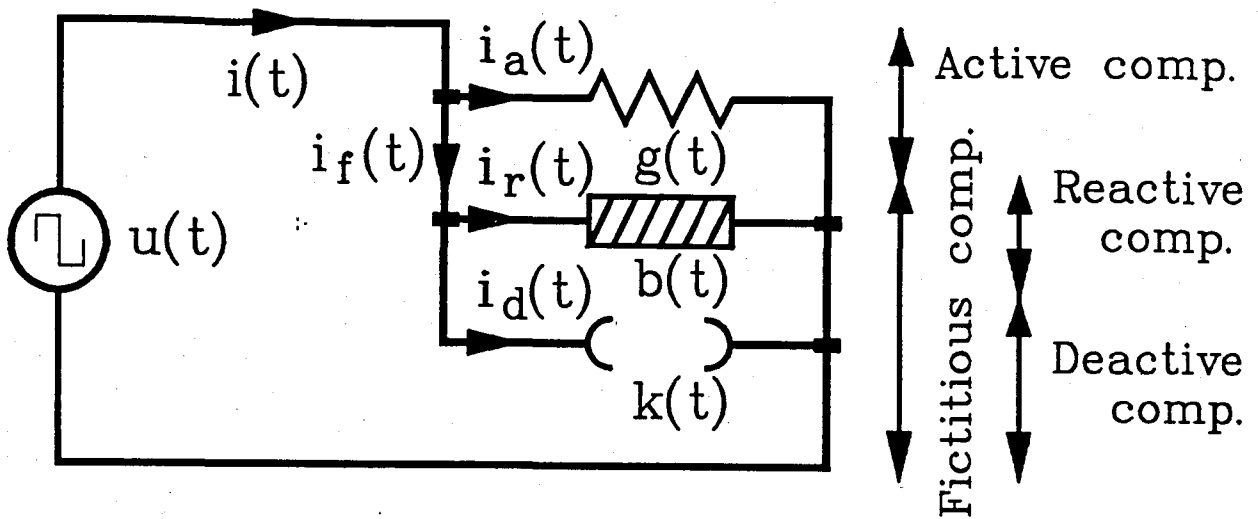 i(t)
i_a(t)
g(t)
i_f(t)
i_r(t)
b(t)
u(t)
i_d(t)
k(t)
Active comp.
Fictitious comp.
Reactive
comp.
Deactive
comp.